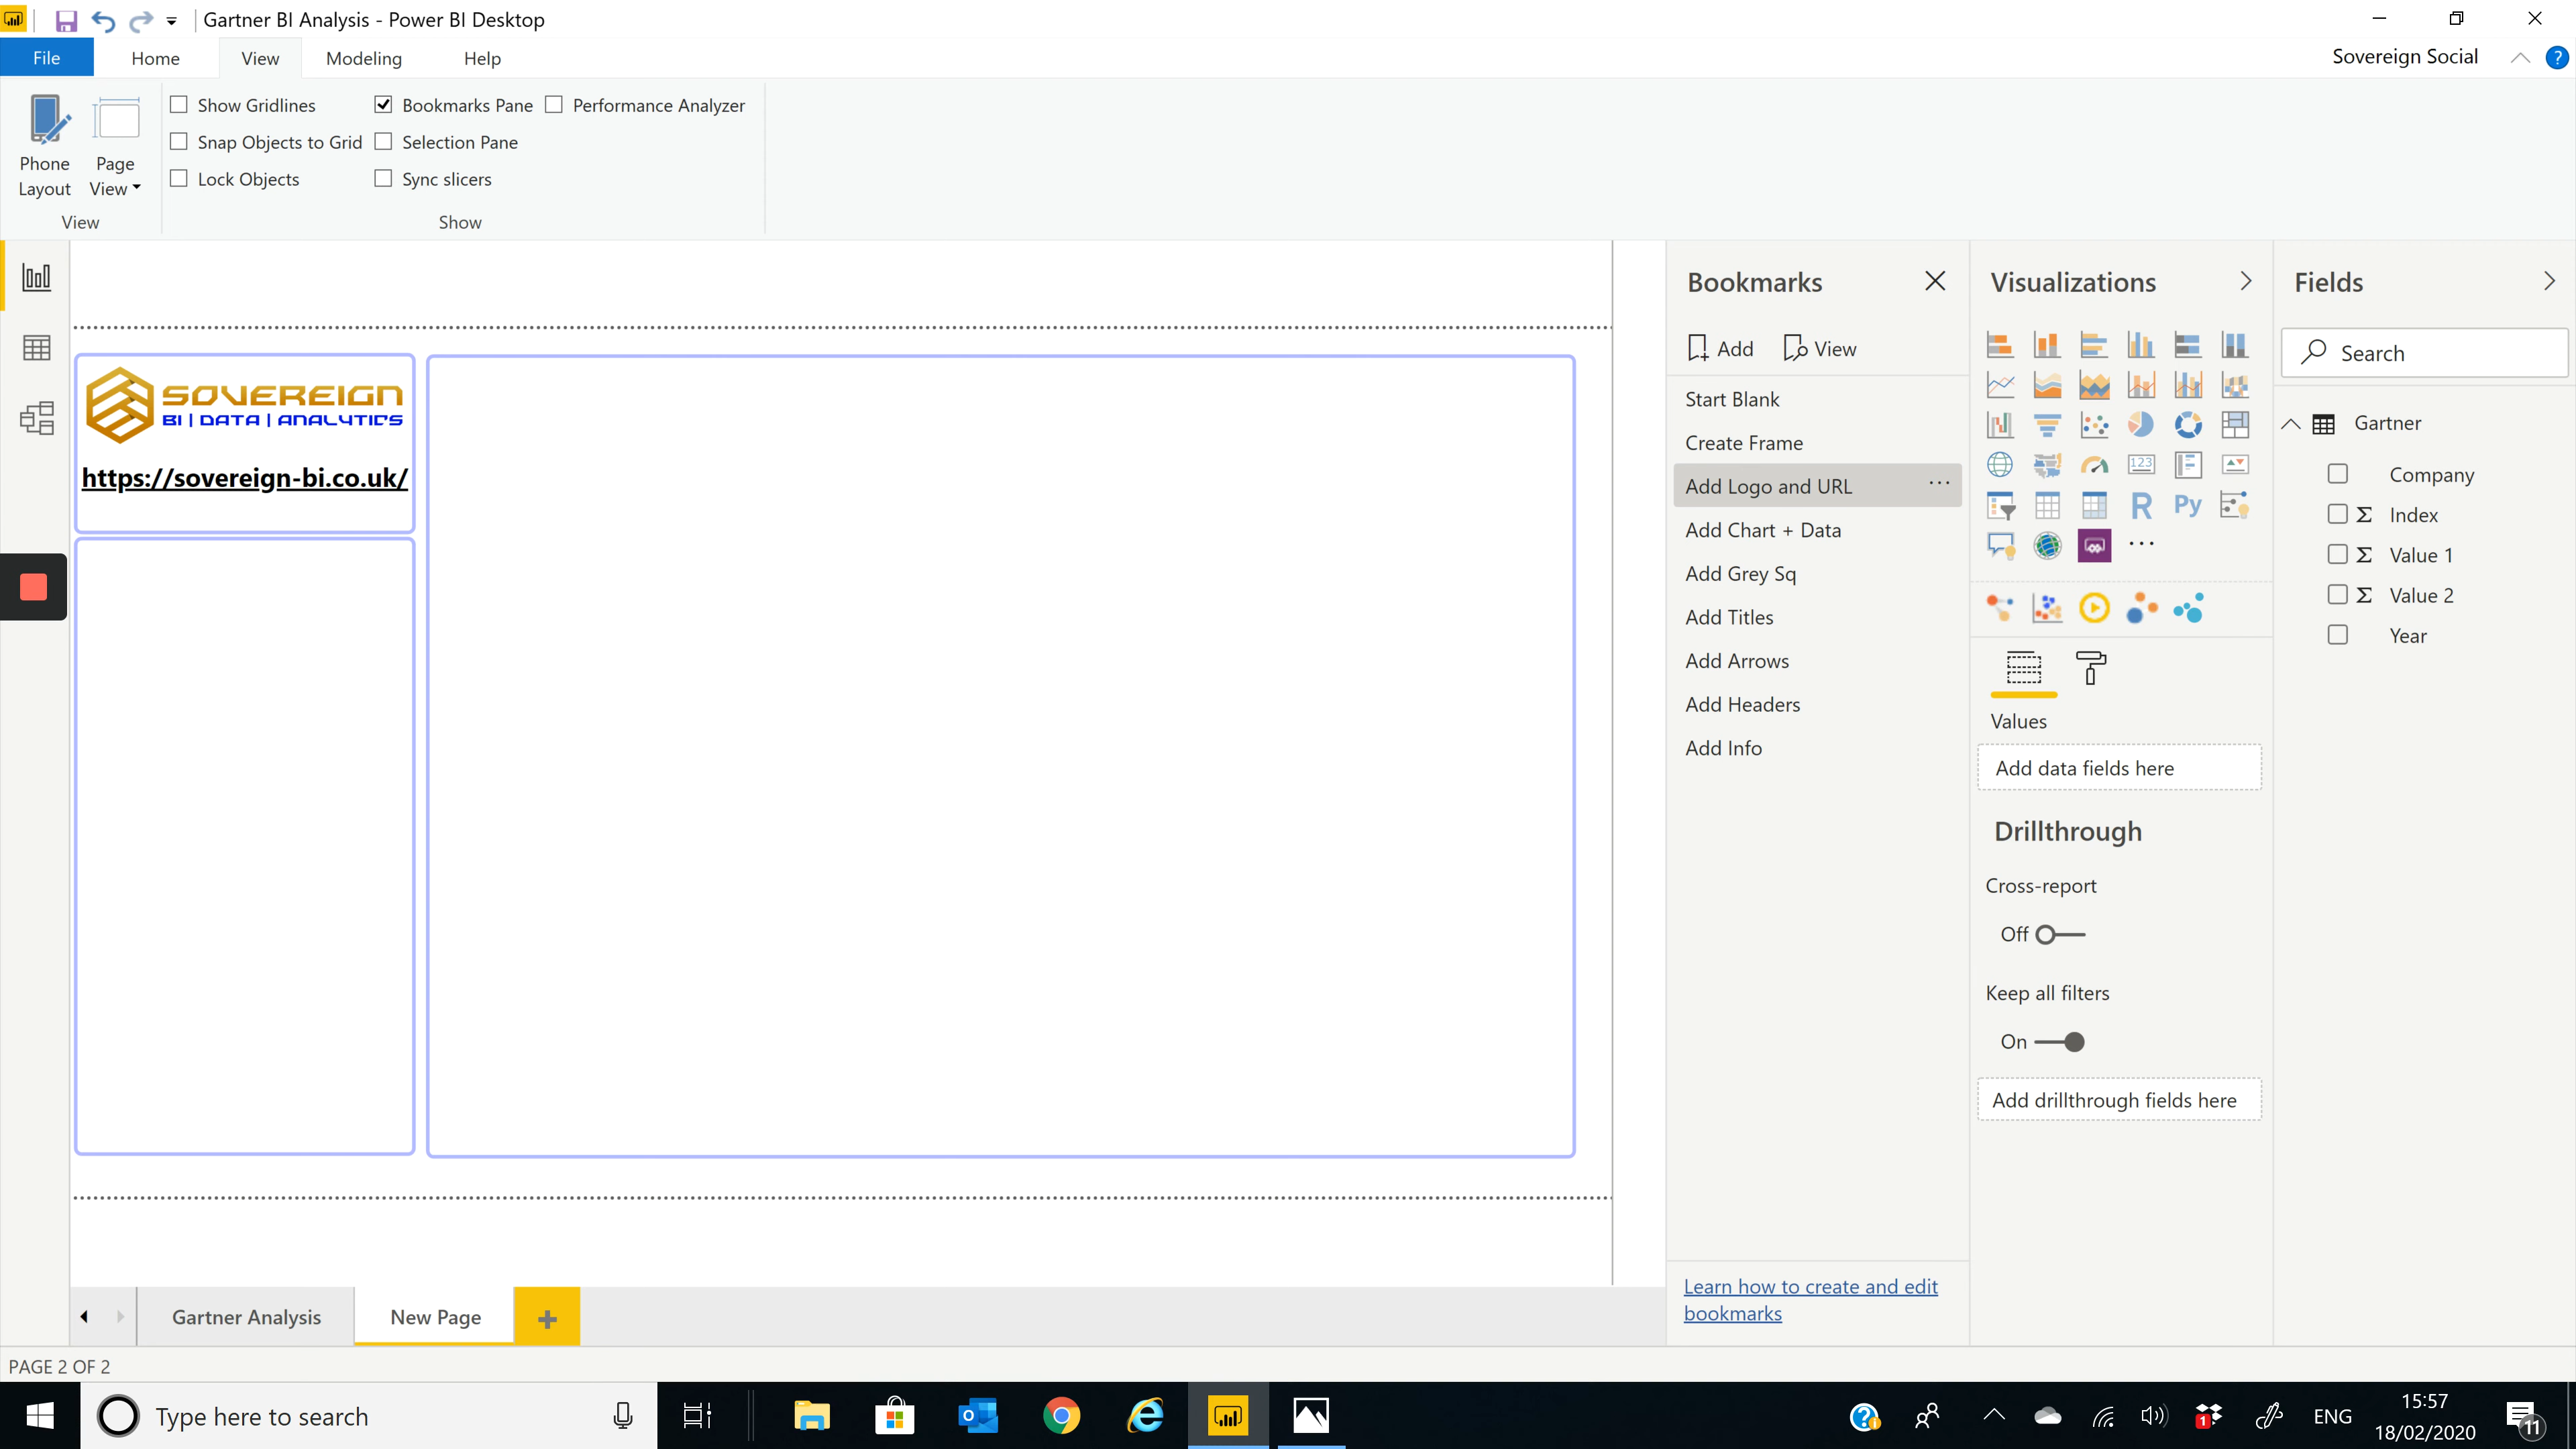 Gartner BI Analysis - Power BI Desktop
File Home View Modeling Help Sovereign Social ?
Show Gridlines Bookmarks Pane Performance Analyzer
Snap Objects to Grid Selection Pane
Lock Objects Sync slicers
Phone Layout
Page View
View Show
SOVEREIGN
BI | DATA | ANALYTICS
https://sovereign-bi.co.uk/
Bookmarks
Add View
Start Blank
Create Frame
Add Logo and URL ...
Add Chart + Data
Add Grey Sq
Add Titles
Add Arrows
Add Headers
Add Info
Learn how to create and edit
bookmarks
Visualizations
123
R Py
...
Values
Add data fields here
Drillthrough
Cross-report
Off
Keep all filters
On
Add drillthrough fields here
Fields
Search
Gartner
Company
Σ Index
Σ Value 1
Σ Value 2
Year
Gartner Analysis New Page +
PAGE 2 OF 2
Type here to search
ENG
15:57
18/02/2020
1
11